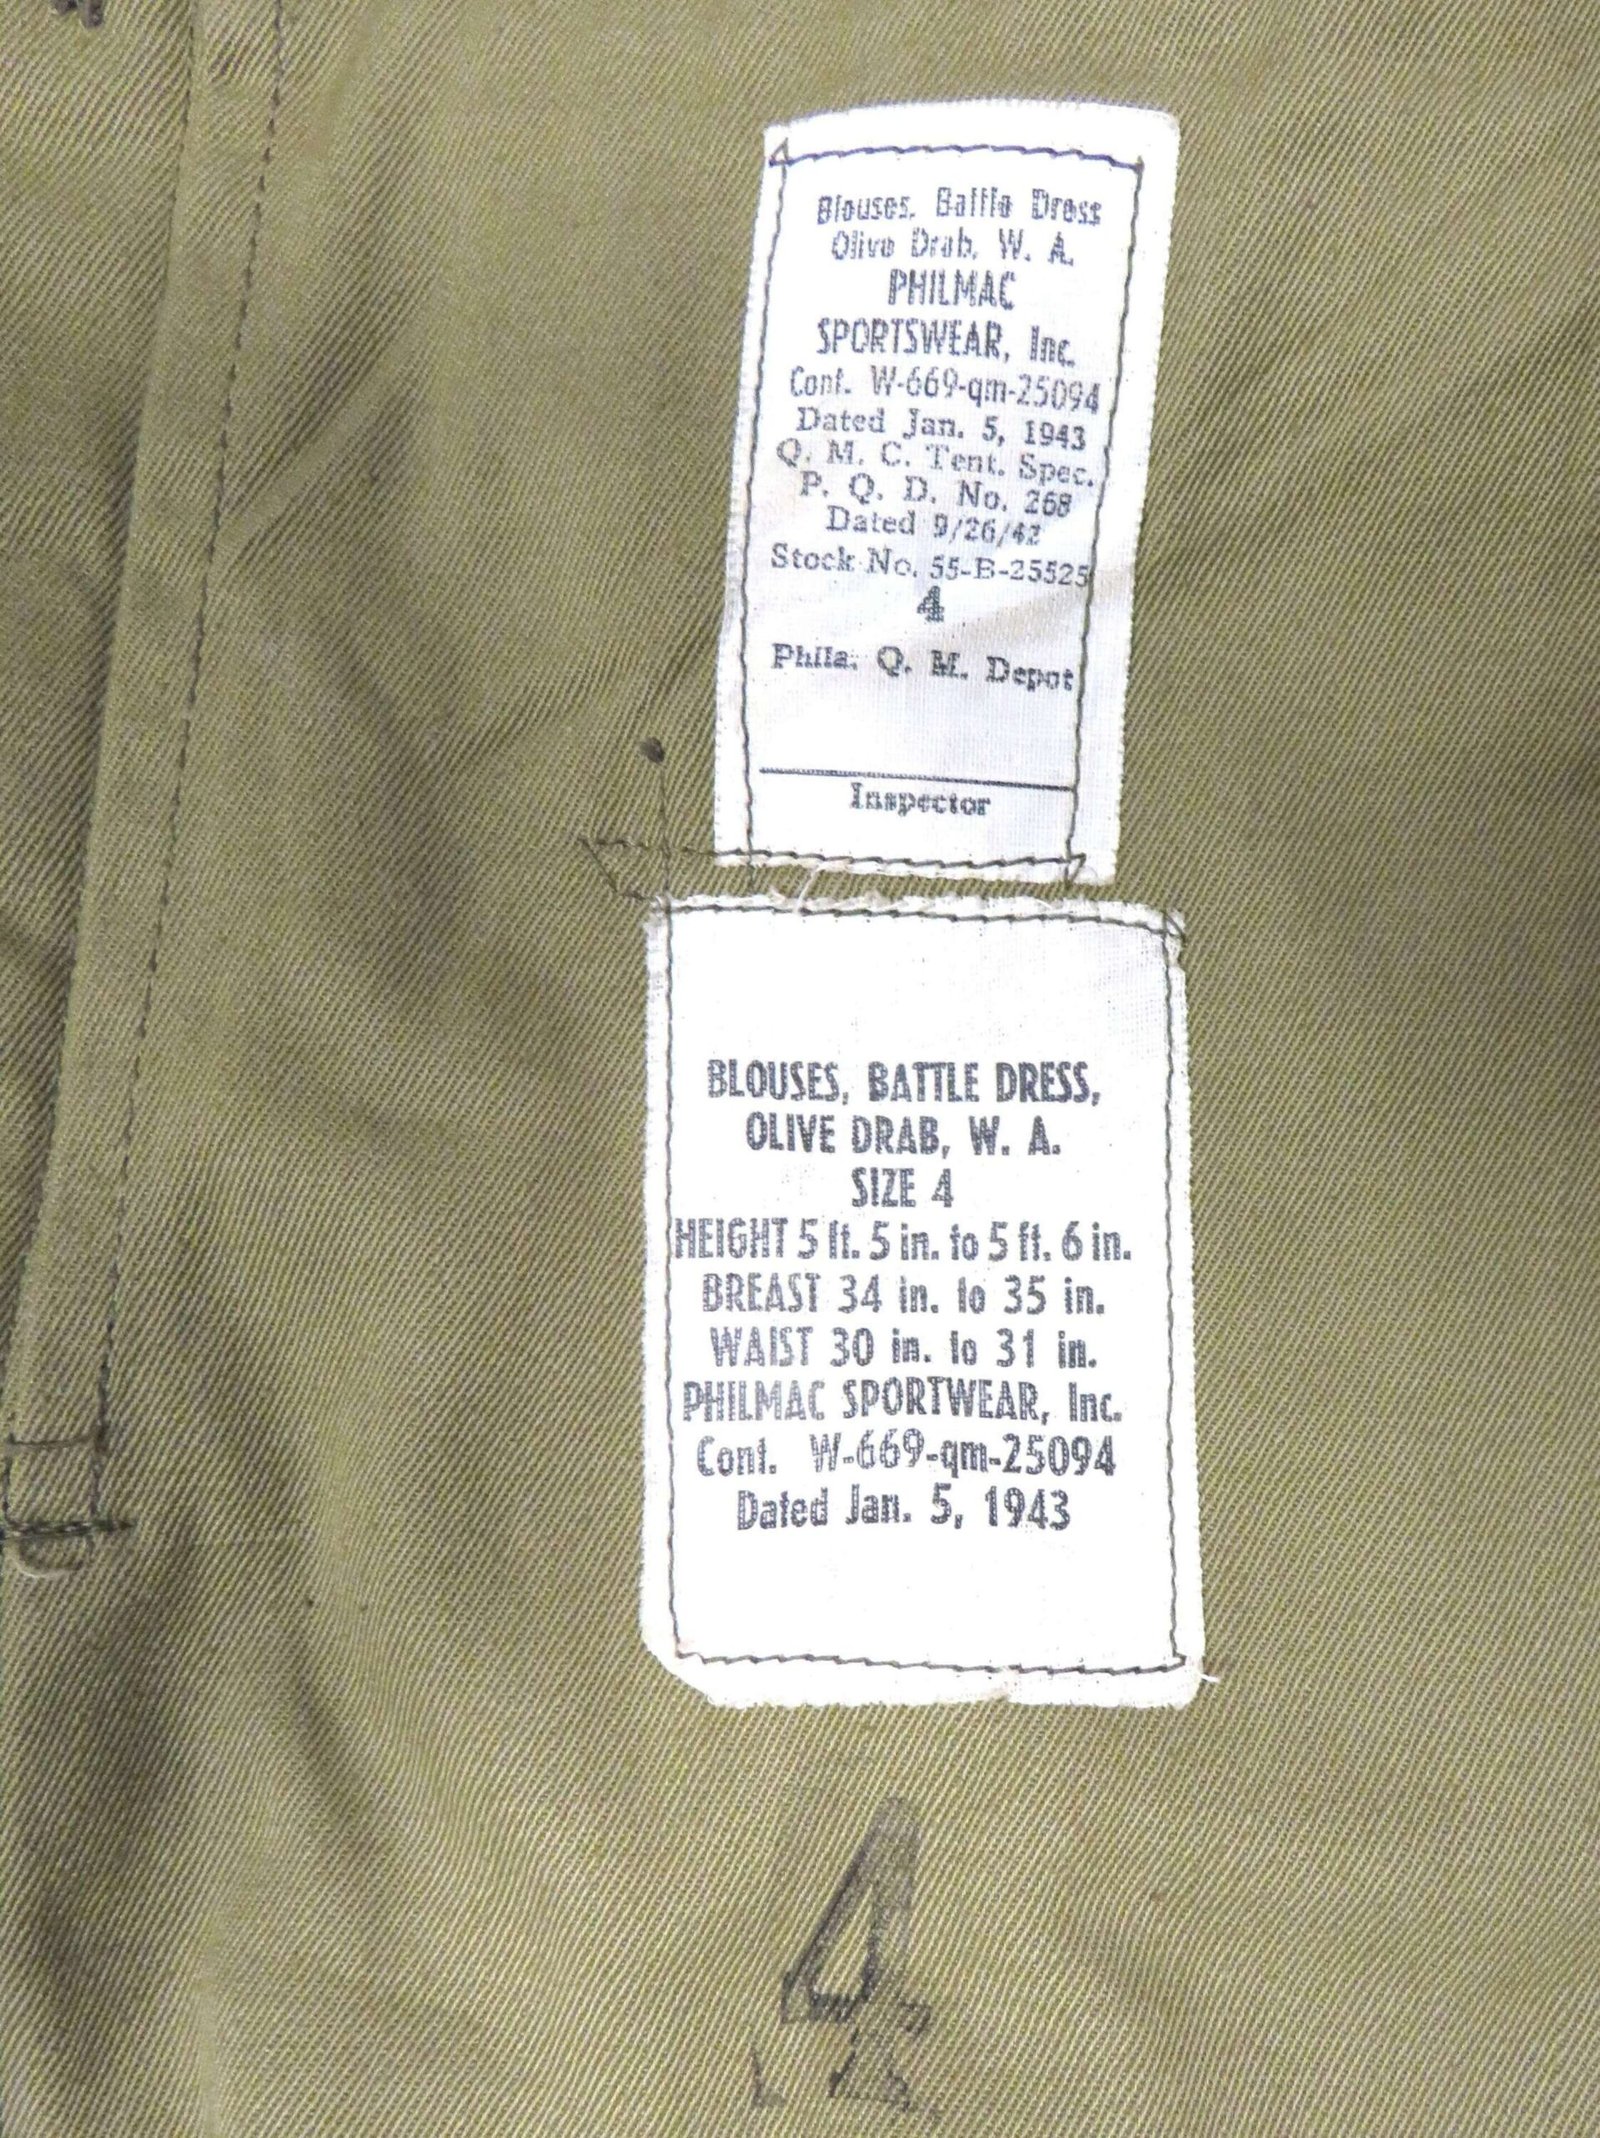 Blouses, Battle Dress
Olive Drab, W. A.
PHILMAC
SPORTSWEAR, Inc.
Cont. W-669-qm-25094
Dated Jan. 5, 1943
Q. M. C. Tent. Spec.
P. Q. D. No. 268
Dated 9/26/42
Stock No. 55-B-25525
4
Phila. Q. M. Depot
Inspector
BLOUSES, BATTLE DRESS,
OLIVE DRAB, W. A.
SIZE 4
HEIGHT 5 ft. 5 in. to 5 ft. 6 in.
BREAST 34 in. to 35 in.
WAIST 30 in. to 31 in.
PHILMAC SPORTWEAR, Inc.
Cont. W-669-qm-25094
Dated Jan. 5, 1943
4